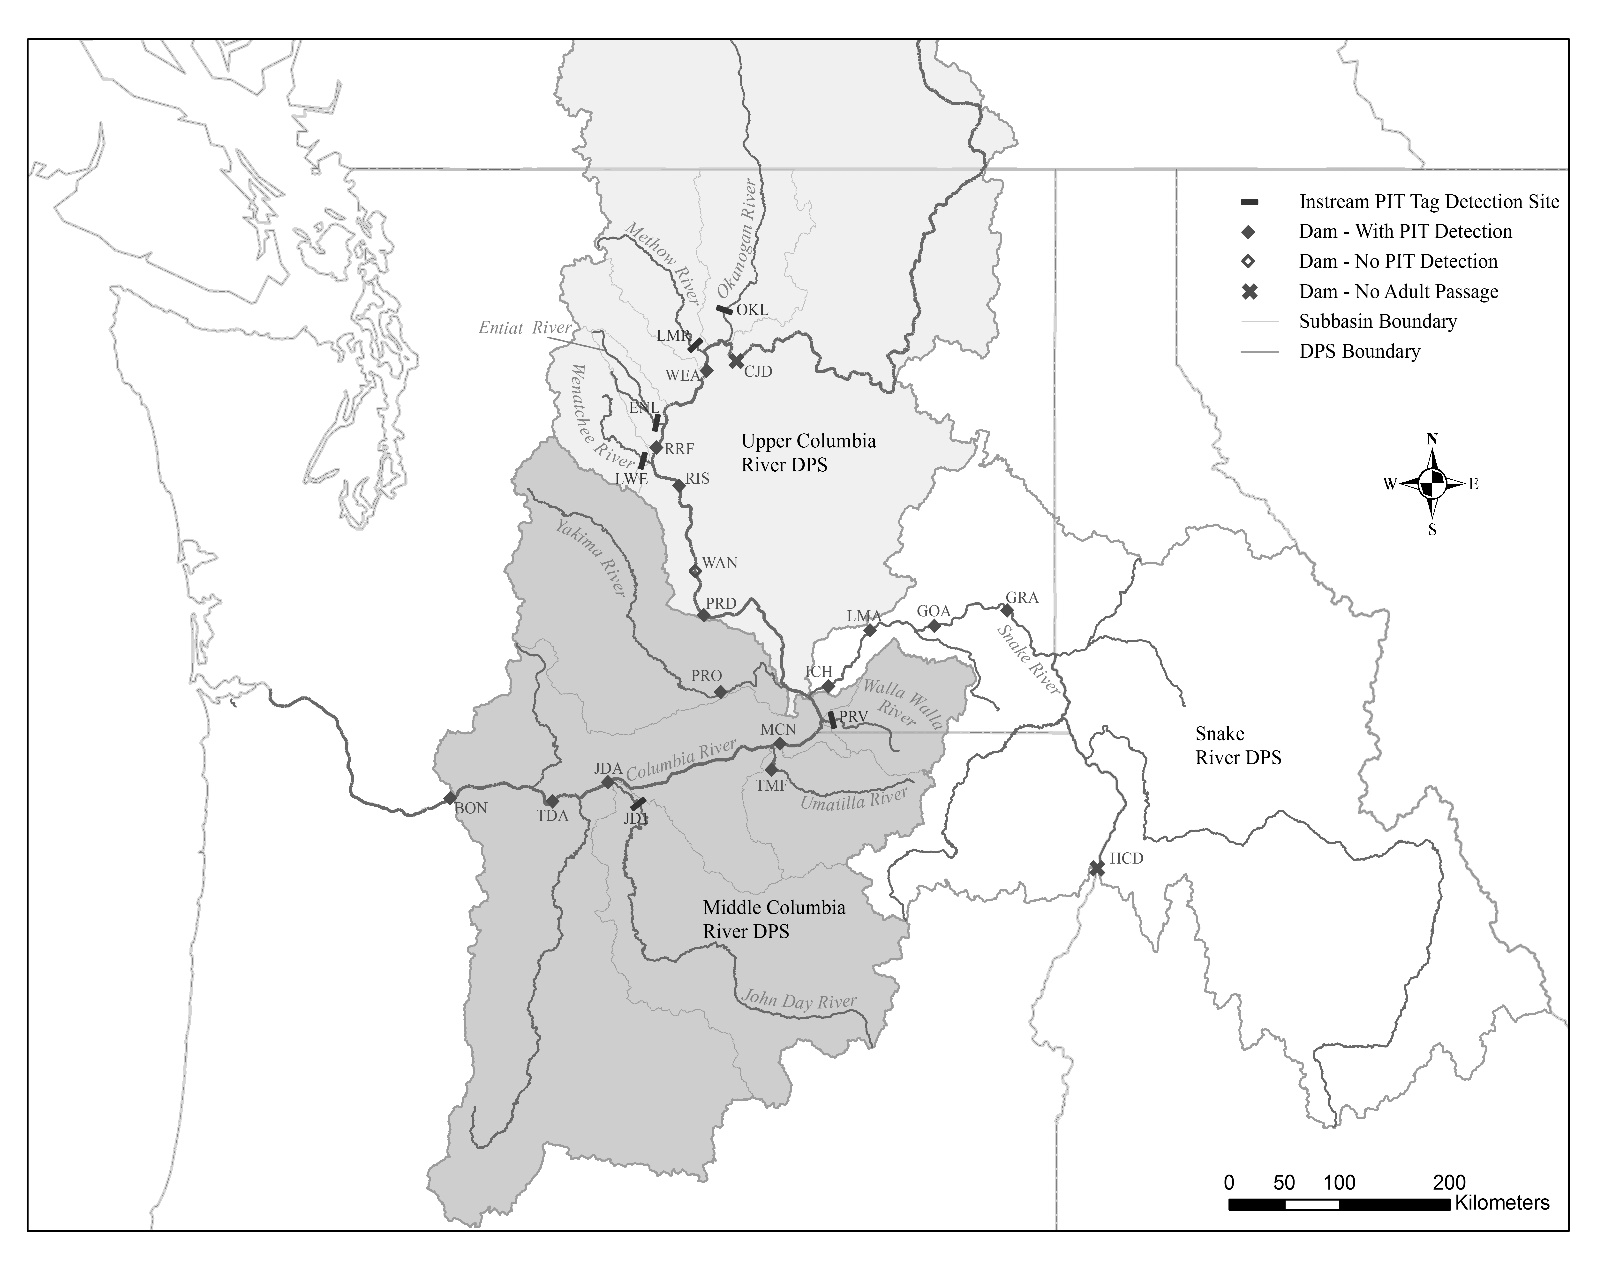 Instream PIT Tag Detection Site
Dam - With PIT Detection
Dam - No PIT Detection
Dam - No Adult Passage
Subbasin Boundary
DPS Boundary
Methow River
Okanogan River
OKL
Entiat River
LMR
WEA
CJD
Wenatchee River
ENL
RRF
LWE
RIS
Upper Columbia
River DPS
N
W
E
S
Yakima River
WAN
PRD
LMA
GOA
GRA
Snake River
PRO
ICH
Walla Walla
River
PRV
MCN
Snake
River DPS
JDA
Columbia River
TMF
Umatilla River
BON
TDA
JD1
HCD
Middle Columbia
River DPS
John Day River
0 50 100 200
Kilometers